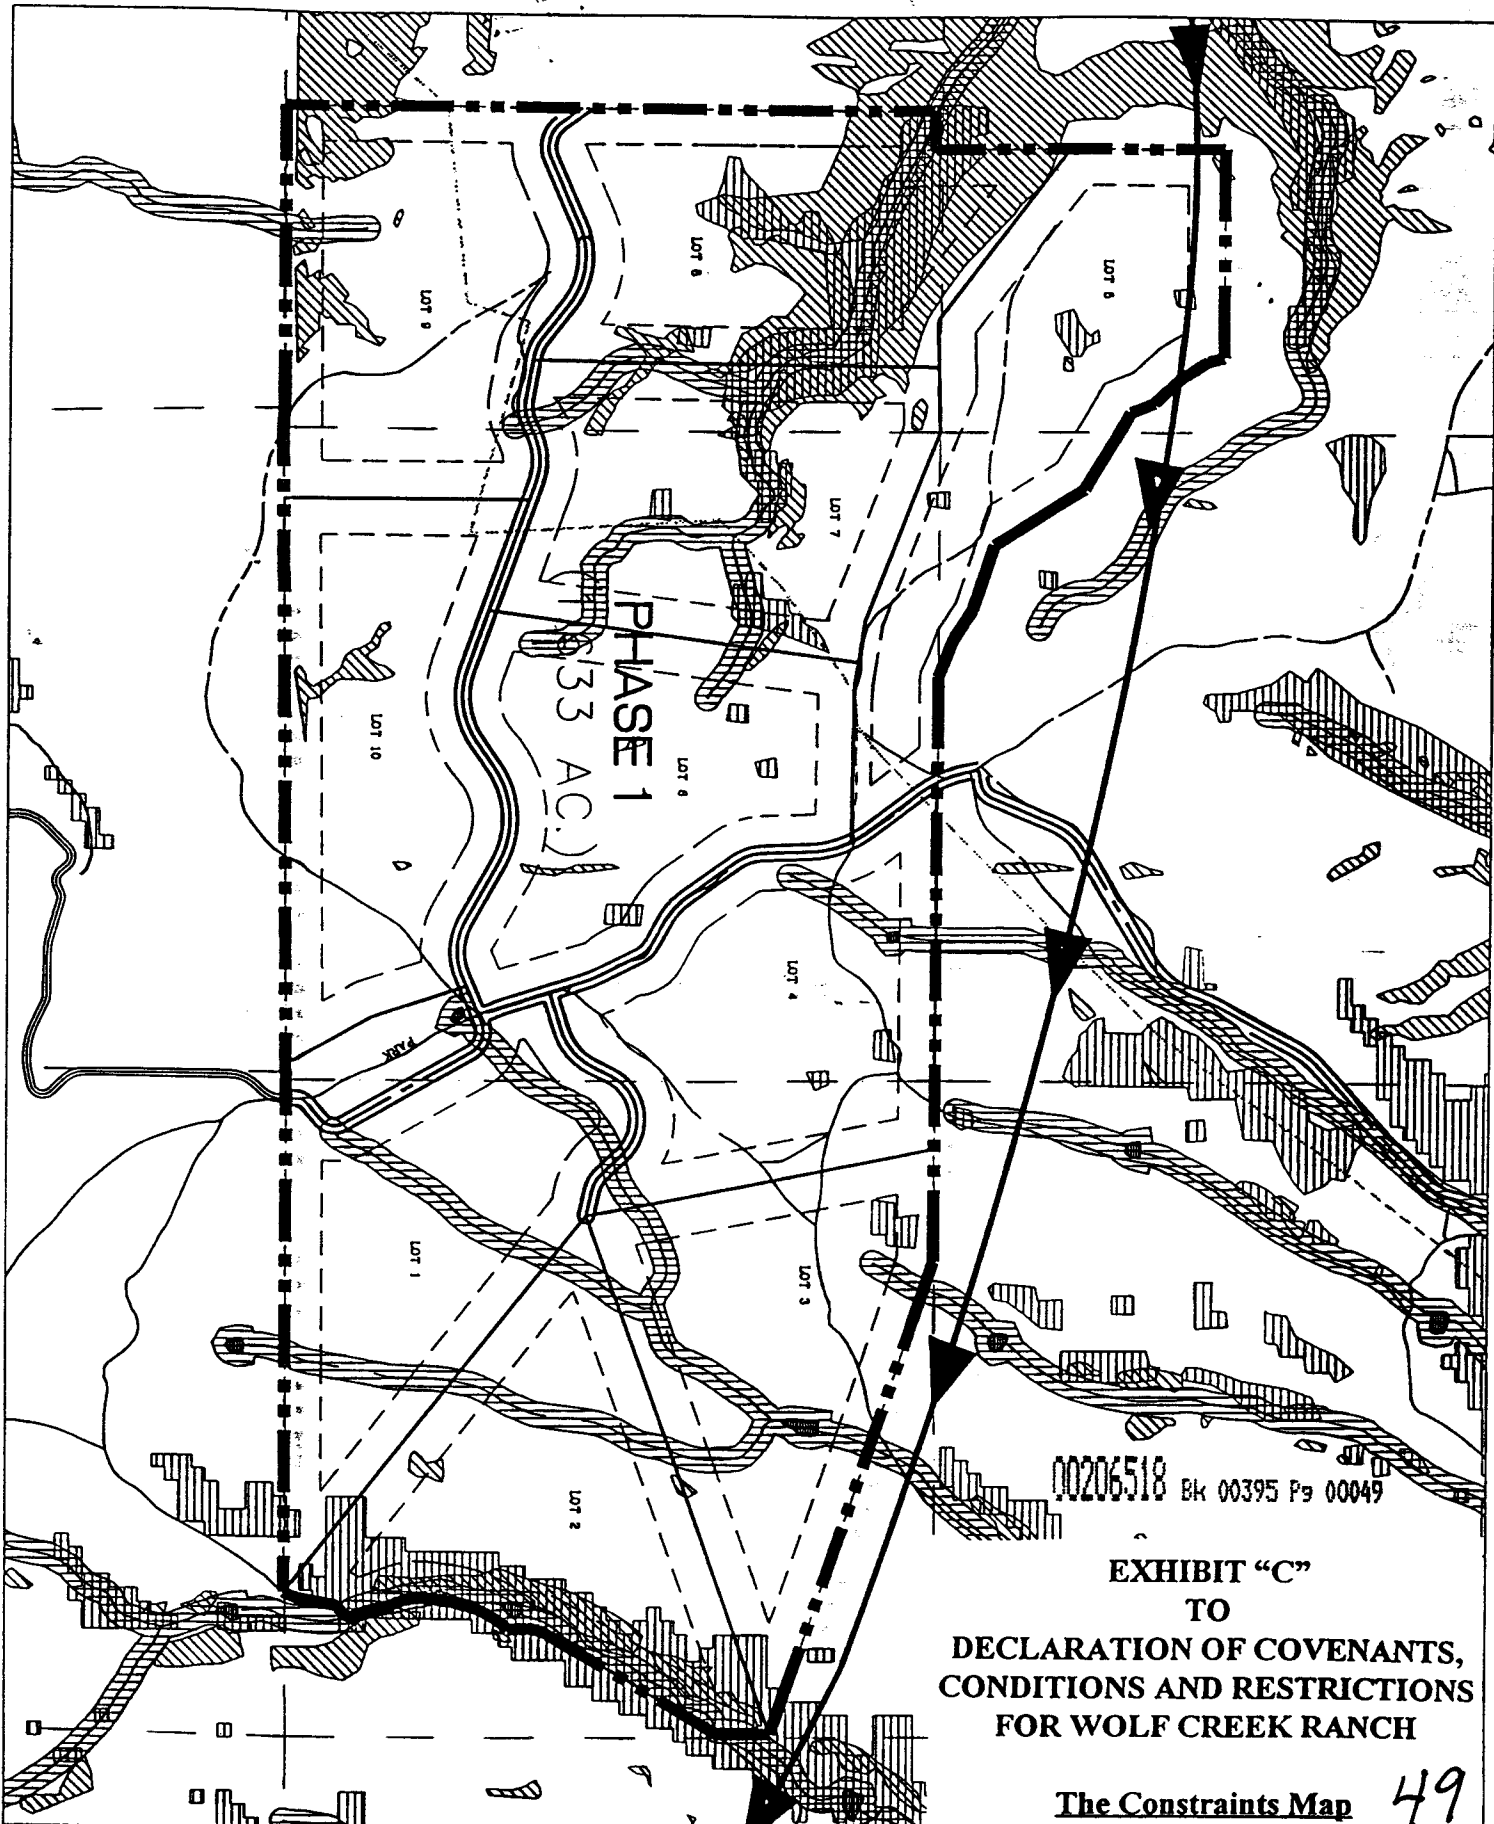 LOT 8
LOT
LOT 9
LOT 7
PHASE 1
33 AC.)
LOT 10
LOT 6
LOT 4
PARK
LOT 1
LOT 3
LOT 2
00206518 Bk 00395 Pg 00049
EXHIBIT “C”
TO
DECLARATION OF COVENANTS,
CONDITIONS AND RESTRICTIONS
FOR WOLF CREEK RANCH
The Constraints Map
49